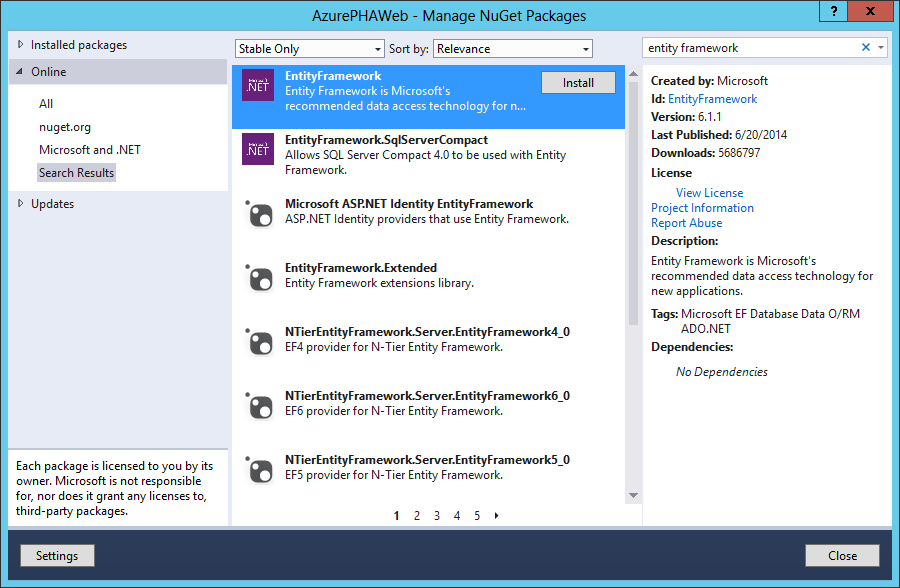 AzurePHAWeb - Manage NuGet Packages
?
X
Installed packages
Online
All
nuget.org
Microsoft and .NET
Search Results
Updates
Each package is licensed to you by its
owner. Microsoft is not responsible
for, nor does it grant any licenses to,
third-party packages.
Stable Only
Sort by:
Relevance
Microsoft
.NET
EntityFramework
Entity Framework is Microsoft's
recommended data access technology for n...
Install
Microsoft
.NET
EntityFramework.SqlServerCompact
Allows SQL Server Compact 4.0 to be used with Entity
Framework.
Microsoft ASP.NET Identity EntityFramework
ASP.NET Identity providers that use Entity Framework.
EntityFramework.Extended
Entity Framework extensions library.
NTierEntityFramework.Server.EntityFramework4_0
EF4 provider for N-Tier Entity Framework.
NTierEntityFramework.Server.EntityFramework6_0
EF6 provider for N-Tier Entity Framework.
NTierEntityFramework.Server.EntityFramework5_0
EF5 provider for N-Tier Entity Framework.
1 2 3 4 5
entity framework
Created by: Microsoft
Id: EntityFramework
Version: 6.1.1
Last Published: 6/20/2014
Downloads: 5686797
License
View License
Project Information
Report Abuse
Description:
Entity Framework is Microsoft's
recommended data access technology for
new applications.
Tags: Microsoft EF Database Data O/RM
ADO.NET
Dependencies:
No Dependencies
Settings
Close